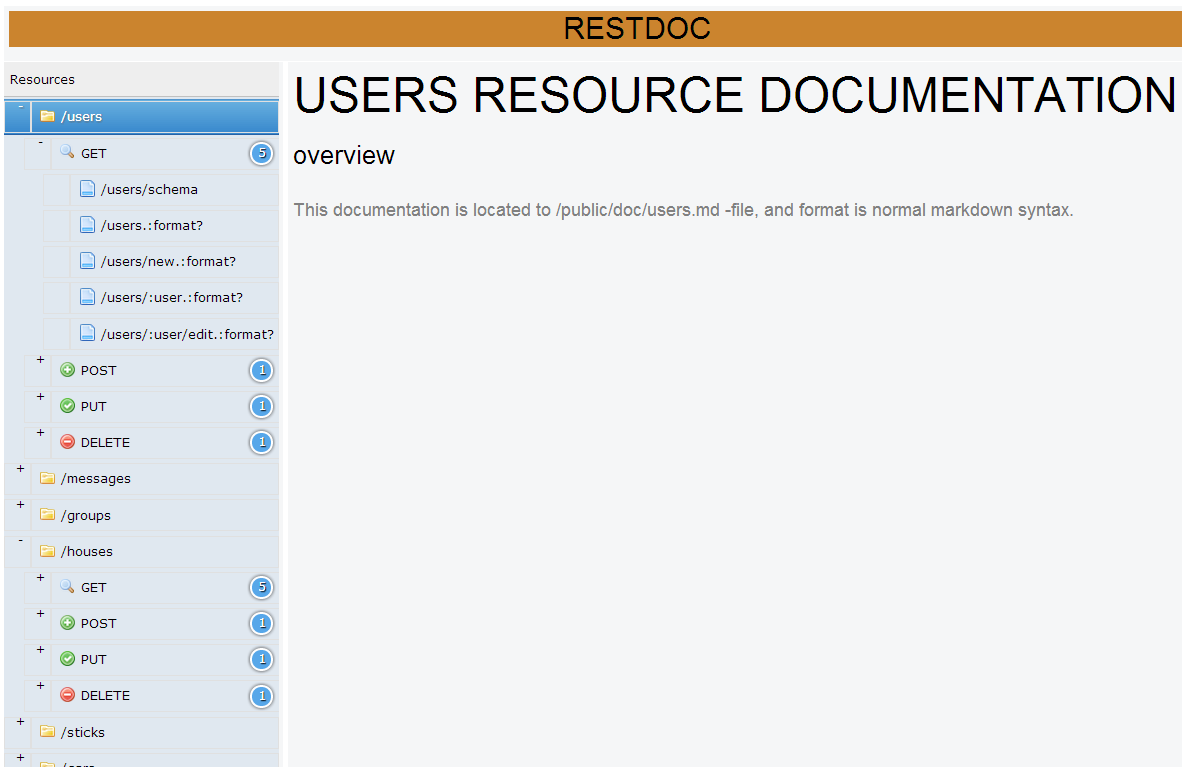 RESTDOC
Resources
- /users
- GET 5
/users/schema
/users.:format?
/users/new.:format?
/users/:user.:format?
/users/:user/edit.:format?
+ POST 1
+ PUT 1
+ DELETE 1
+ /messages
+ /groups
- /houses
+ GET 5
+ POST 1
+ PUT 1
+ DELETE 1
+ /sticks
+
USERS RESOURCE DOCUMENTATION
overview
This documentation is located to /public/doc/users.md -file, and format is normal markdown syntax.